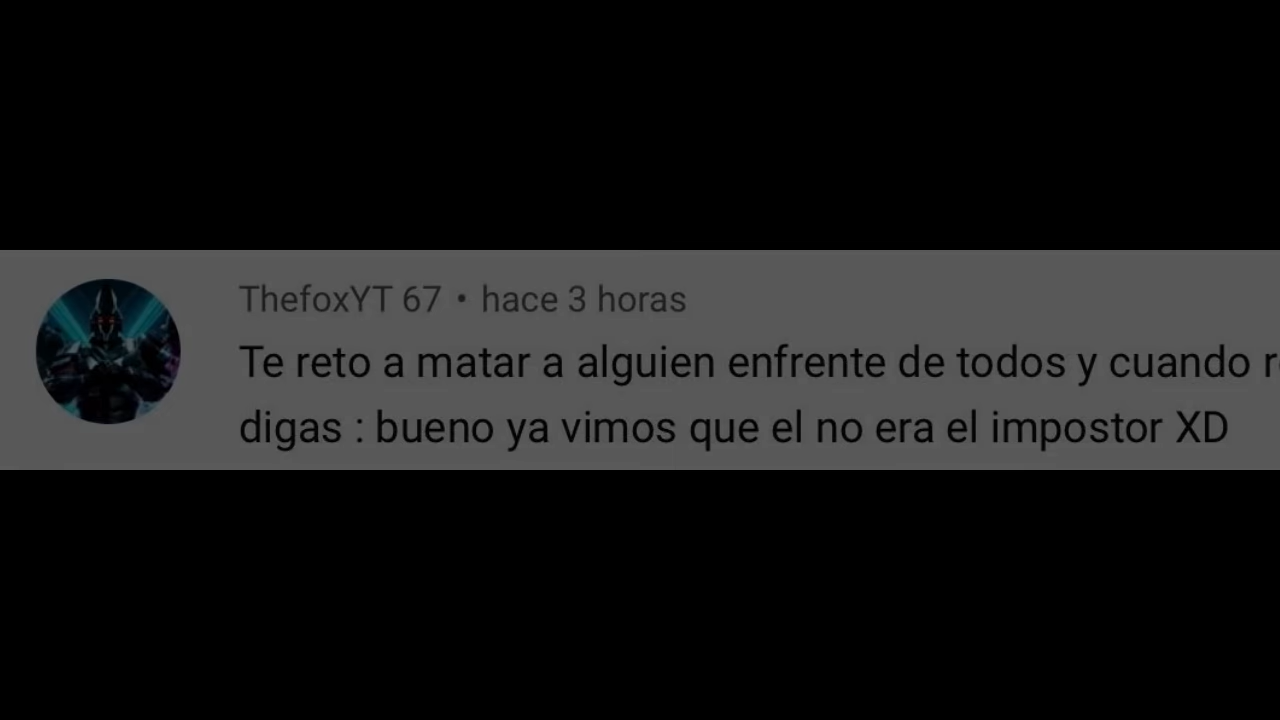 ThefoxYT 67 • hace 3 horas
Te reto a matar a alguien enfrente de todos y cuando
digas : bueno ya vimos que el no era el impostor XD